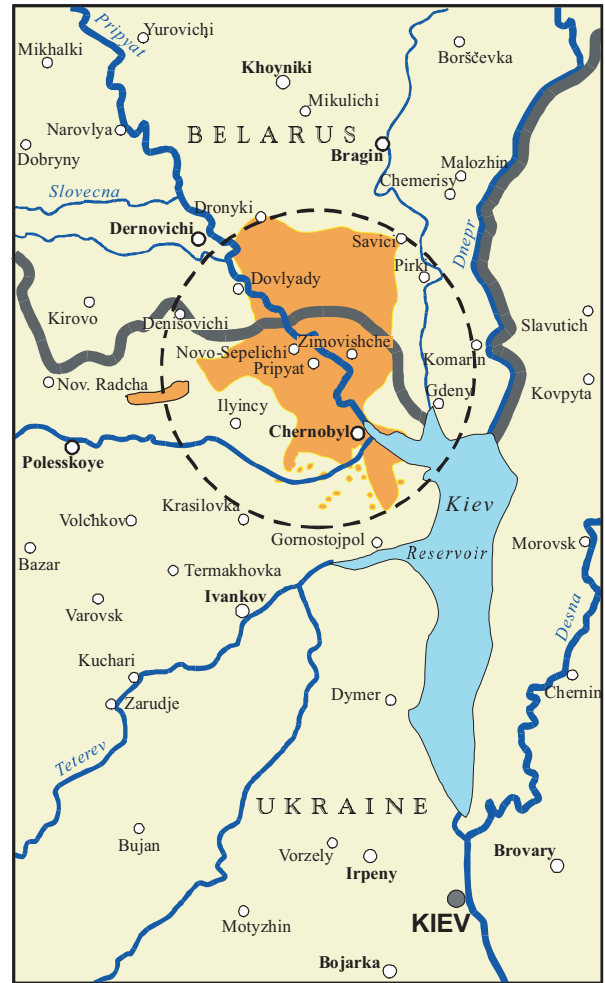 Pripyat
Yurovichi
Mikhalki
Borščevka
Khoyniki
Mikulichi
Narovlya
BELARUS
Dobryny
Bragin
Malozhin
Chemerisy
Slovecna
Dronyki
Dernovichi
Savici
Dnepr
Pirki
Dovlyady
Kirovo
Denisovichi
Slavutich
Zimovishche
Novo-Sepelichi
Pripyat
Komarin
Nov. Radcha
Kovpyta
Gdeny
Ilyincy
Chernobyl
Polesskoye
Krasilovka
Kiev
Reservoir
Volchkov
Gornostojpol
Morovsk
Bazar
Termakhovka
Ivankov
Varovsk
Desna
Kuchari
Chernin
Zarudje
Dymer
Teterev
UKRAINE
Bujan
Vorzely
Irpeny
Brovary
KIEV
Motyzhin
Bojarka